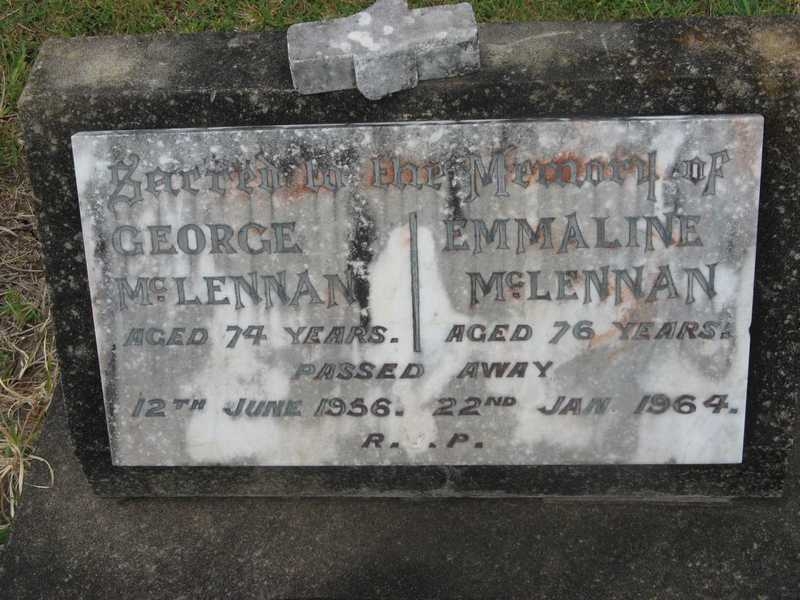 Sacred to the Memory of
GEORGE EMMALINE
McLENNAN McLENNAN
AGED 74 YEARS. AGED 76 YEARS.
PASSED AWAY
12TH JUNE 1956. 22ND JAN 1964.
R.I.P.